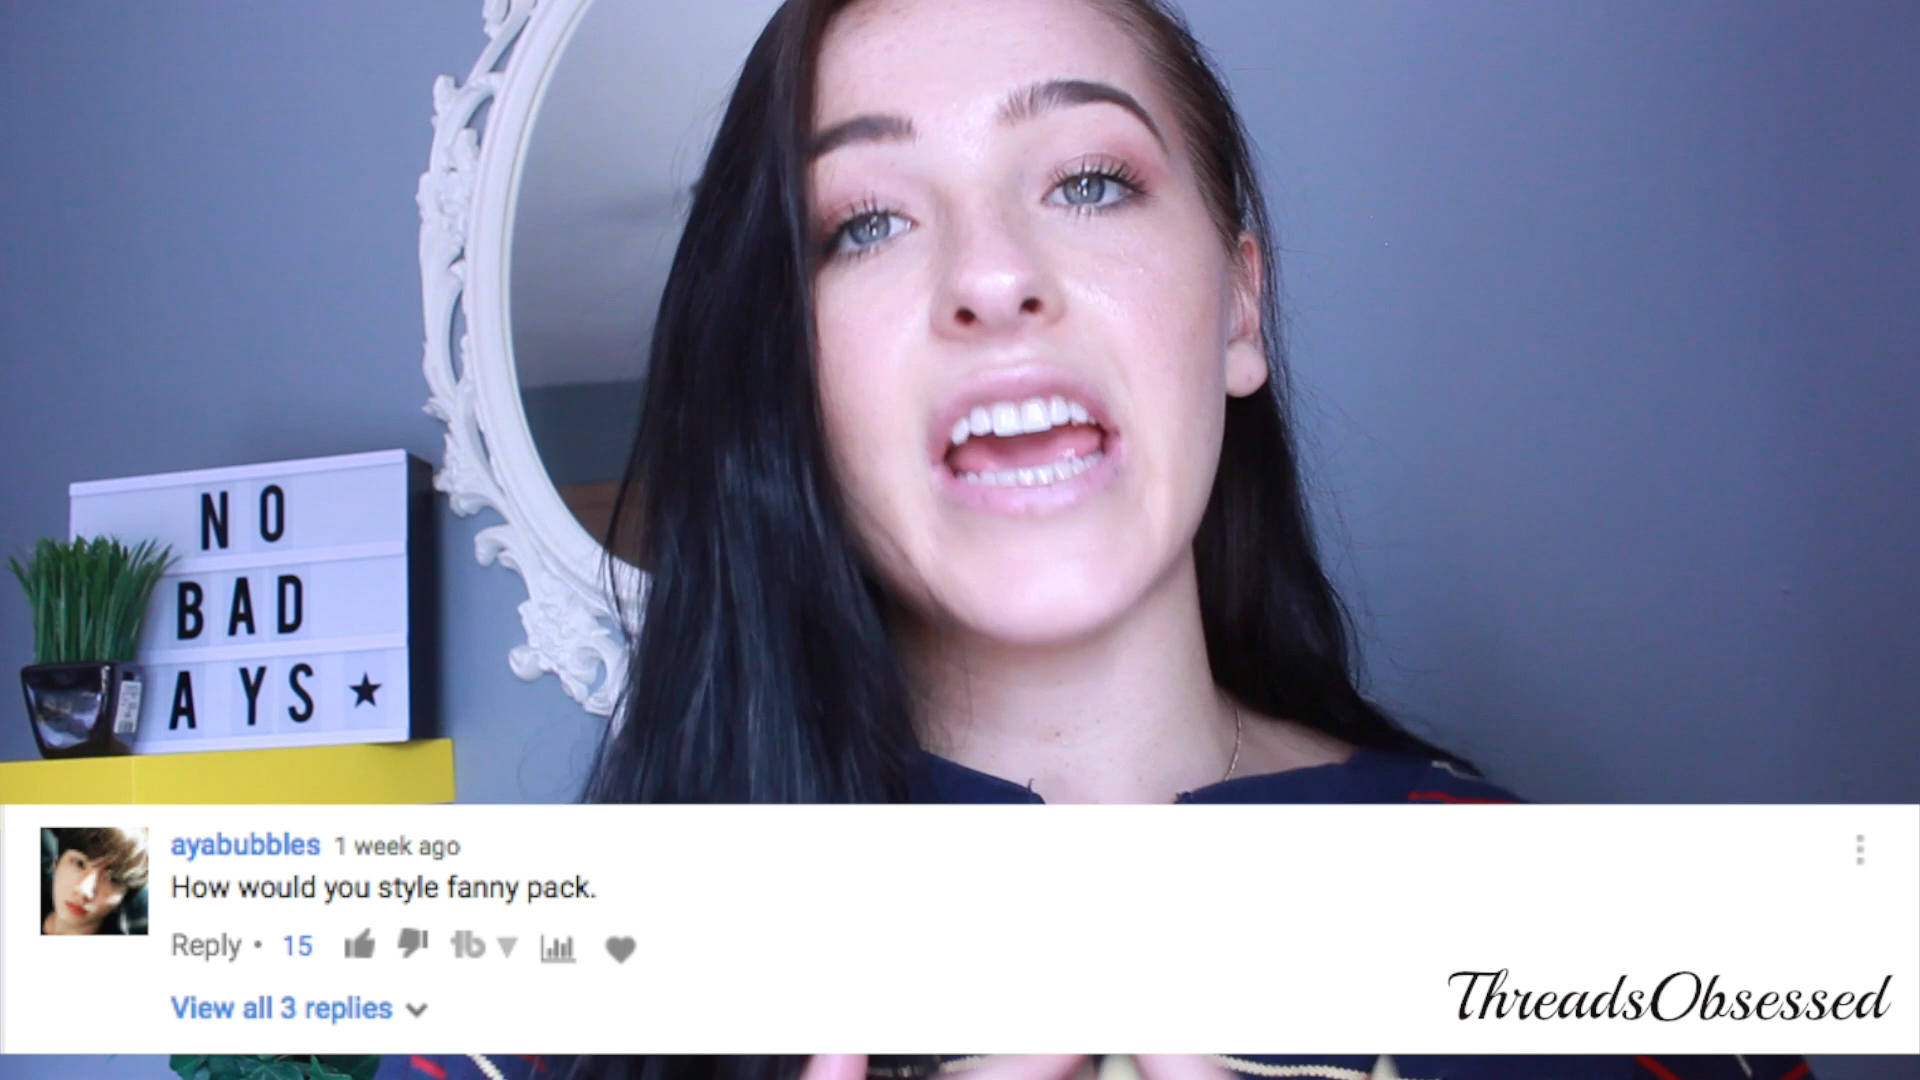 NO
BAD
AYS ★
ayabubbles 1 week ago
How would you style fanny pack.
Reply • 15
View all 3 replies
ThreadsObsessed